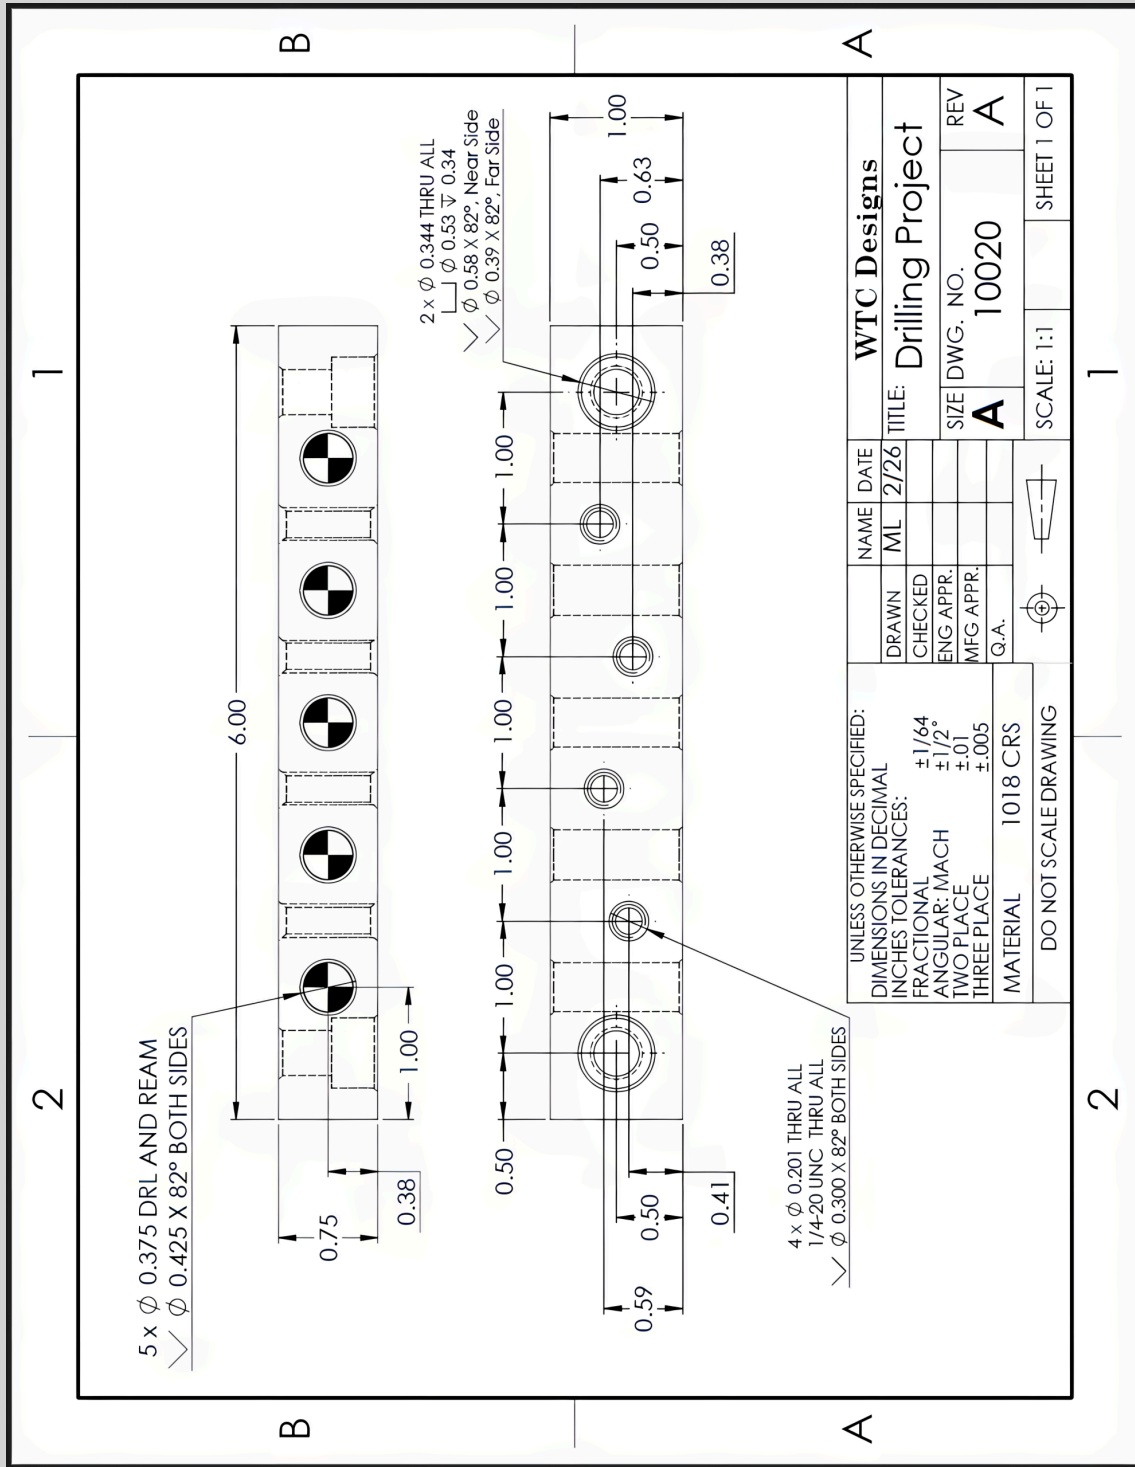 B
A
1
2
5 x Ø 0.375 DRL AND REAM
⌵ Ø 0.425 X 82° BOTH SIDES
6.00
0.75
0.38
1.00
2 x Ø 0.344 THRU ALL
⌴ Ø 0.53 ↧ 0.34
⌵ Ø 0.58 X 82°, Near Side
⌵ Ø 0.39 X 82°, Far Side
0.50
1.00
1.00
1.00
1.00
1.00
1.00
0.63
0.50
0.38
0.59
0.50
0.41
4 x Ø 0.201 THRU ALL
1/4-20 UNC THRU ALL
⌵ Ø 0.300 X 82° BOTH SIDES
UNLESS OTHERWISE SPECIFIED:
DIMENSIONS IN DECIMAL
INCHES TOLERANCES:
FRACTIONAL ±1/64
ANGULAR: MACH ±1/2°
TWO PLACE ±.01
THREE PLACE ±.005
MATERIAL 1018 CRS
DO NOT SCALE DRAWING
NAME DATE
DRAWN ML 2/26
CHECKED
ENG APPR.
MFG APPR.
Q.A.
WTC Designs
TITLE:
Drilling Project
SIZE DWG. NO. REV
A 10020 A
SCALE: 1:1 SHEET 1 OF 1
2
1
B
A